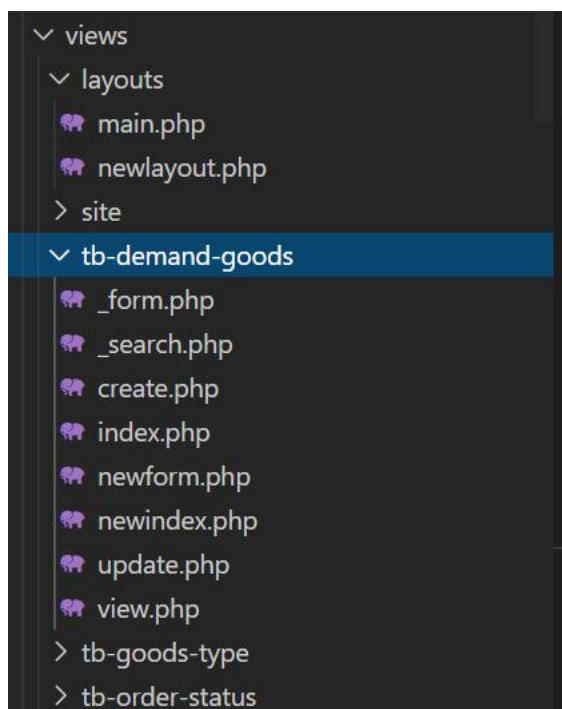 views
layouts
main.php
newlayout.php
site
tb-demand-goods
_form.php
_search.php
create.php
index.php
newform.php
newindex.php
update.php
view.php
tb-goods-type
tb-order-status